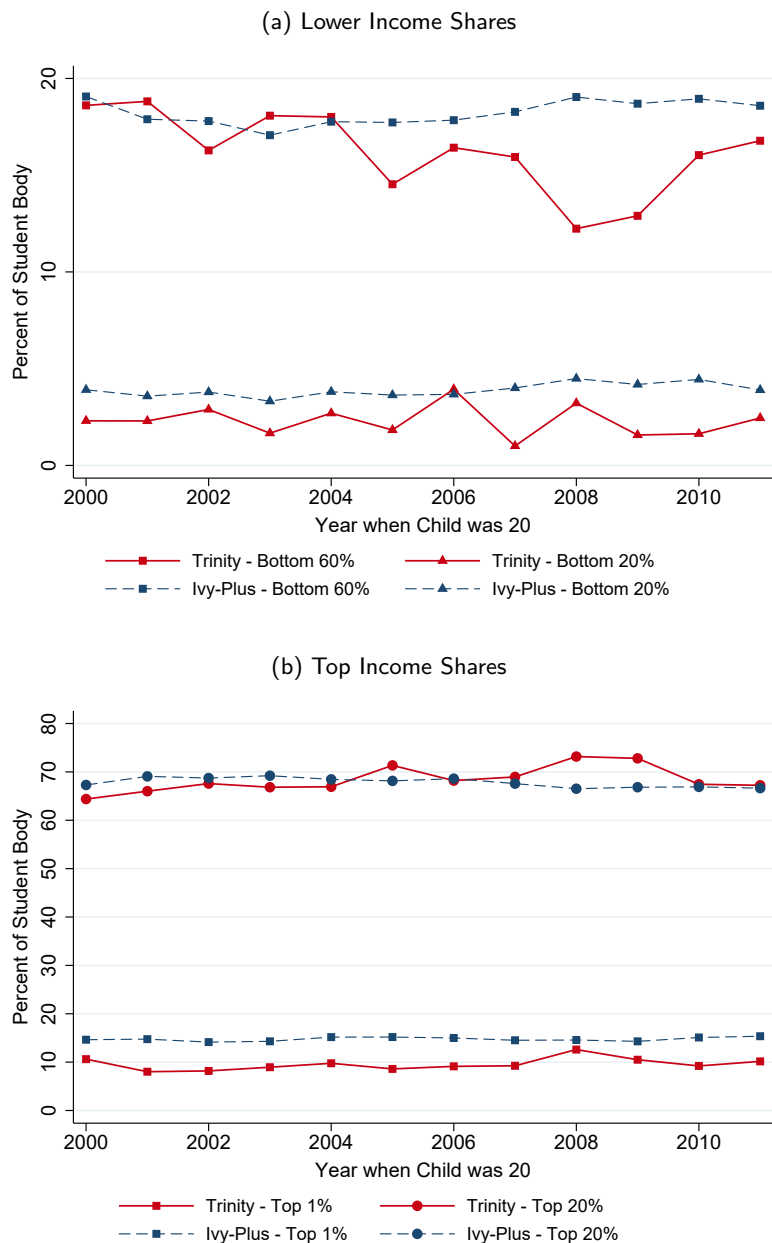 (a) Lower Income Shares
20
10
0
Percent of Student Body
2000 2002 2004 2006 2008 2010
Year when Child was 20
Trinity - Bottom 60% Trinity - Bottom 20%
Ivy-Plus - Bottom 60% Ivy-Plus - Bottom 20%
(b) Top Income Shares
80
70
60
50
40
30
20
10
0
Percent of Student Body
2000 2002 2004 2006 2008 2010
Year when Child was 20
Trinity - Top 1% Trinity - Top 20%
Ivy-Plus - Top 1% Ivy-Plus - Top 20%